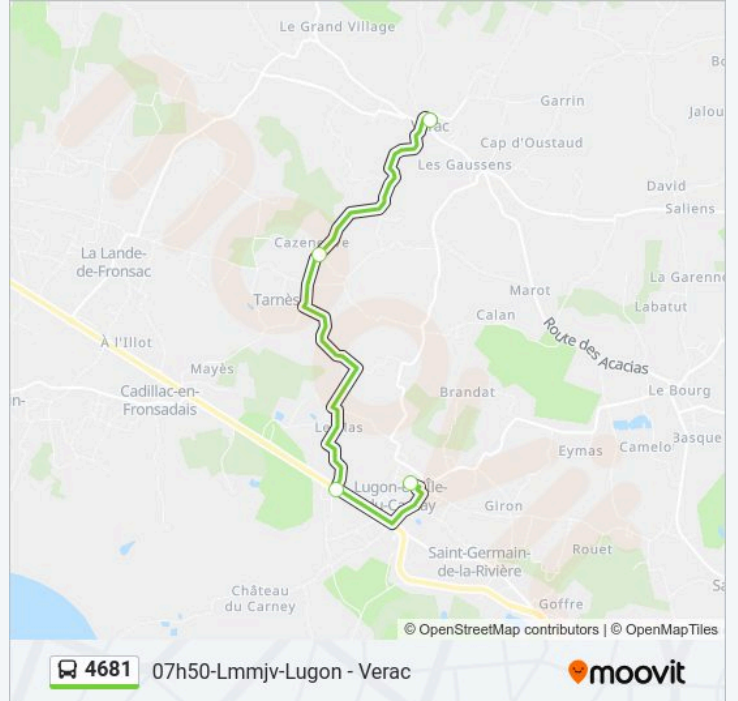 Le Grand Village
Garrin
Jalou
Verac
Cap d'Oustaud
Les Gaussens
David
Saliens
La Lande-
de-Fronsac
Tarnès
La Garenne
Marot
Labatut
Calan
Route des Acacias
À l'Illot
Mayès
Cadillac-en-
Fronsadais
Brandat
Le Bourg
Basque
Eymas
Camelo
Giron
Saint-Germain-
de-la-Rivière
Rouet
Château
du Carney
Goffre
© OpenStreetMap contributors | © OpenMapTiles
4681 07h50-Lmmjv-Lugon - Verac
moovit